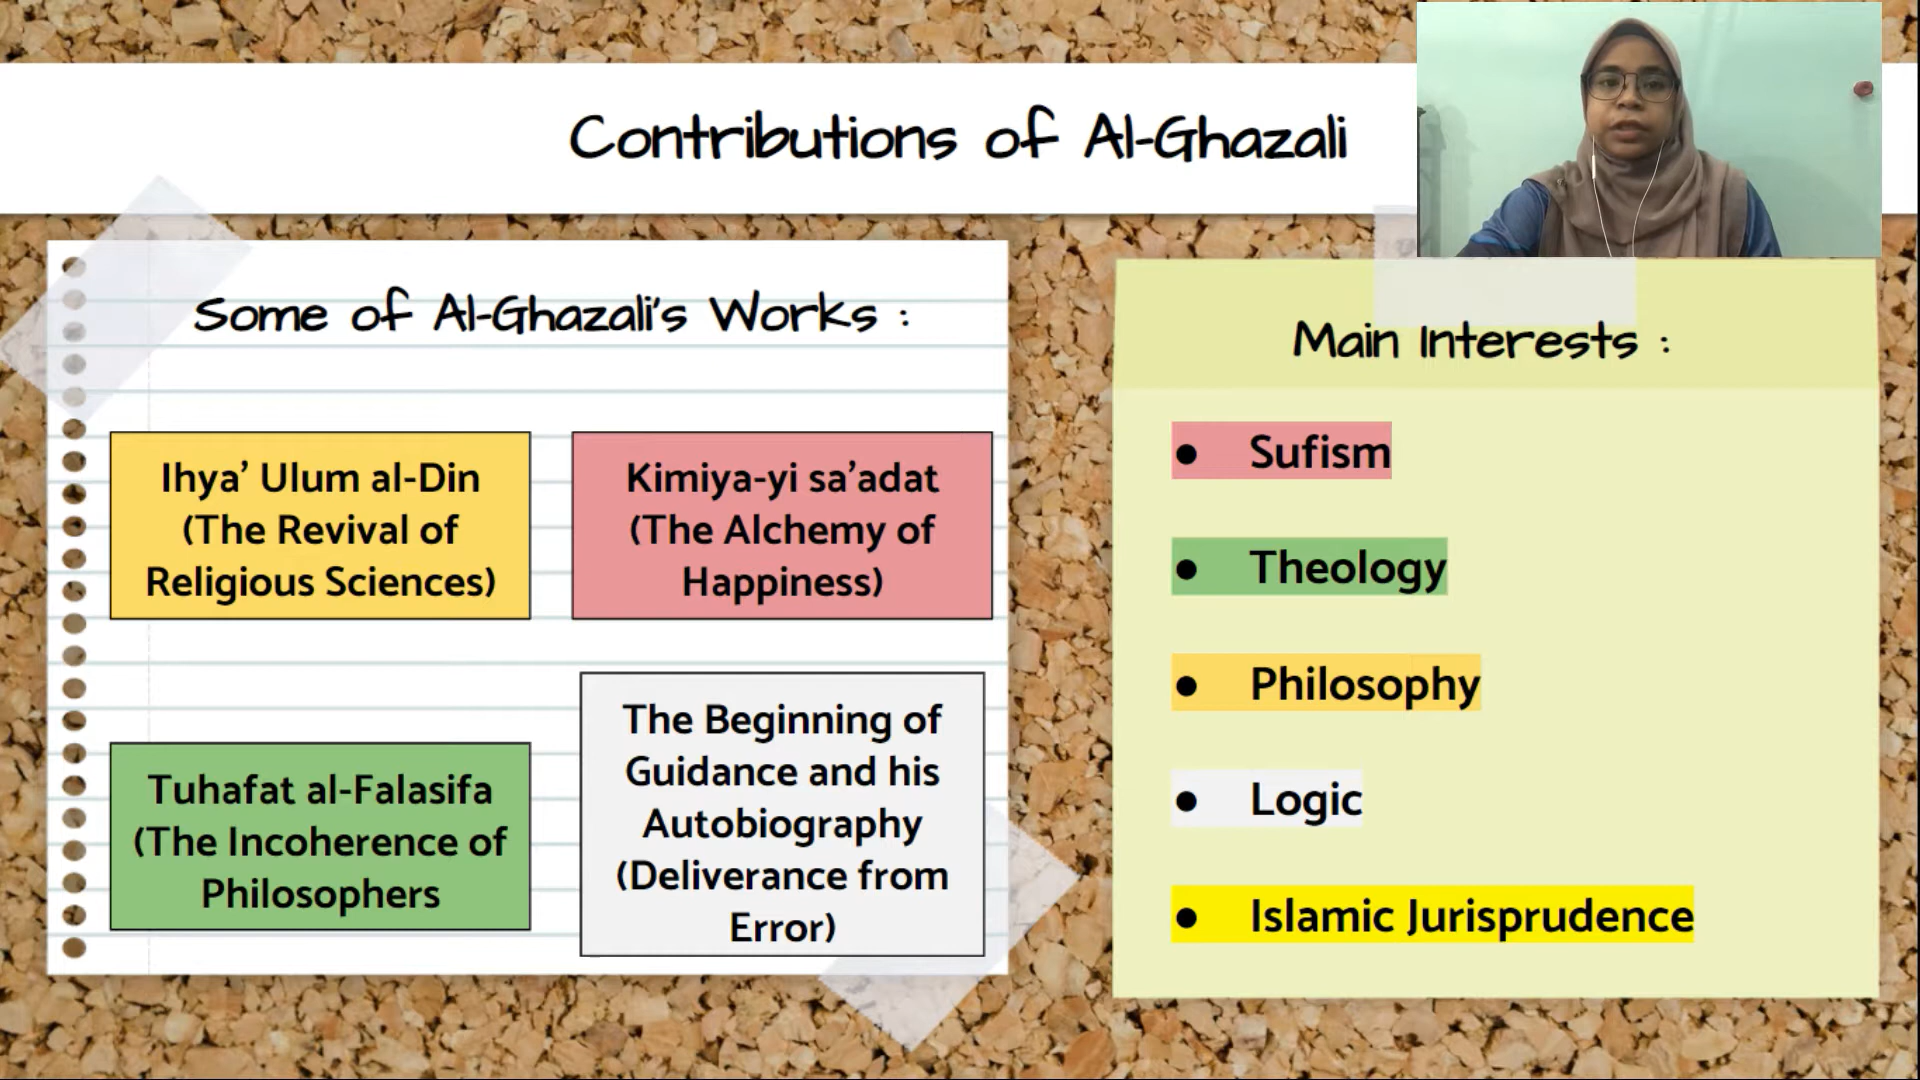 Contributions of Al-Ghazali
Some of Al-Ghazali's Works :
Ihya' Ulum al-Din
(The Revival of
Religious Sciences)
Kimiya-yi sa'adat
(The Alchemy of
Happiness)
Tuhafat al-Falasifa
(The Incoherence of
Philosophers
The Beginning of
Guidance and his
Autobiography
(Deliverance from
Error)
Main Interests :
● Sufism
● Theology
● Philosophy
● Logic
● Islamic Jurisprudence